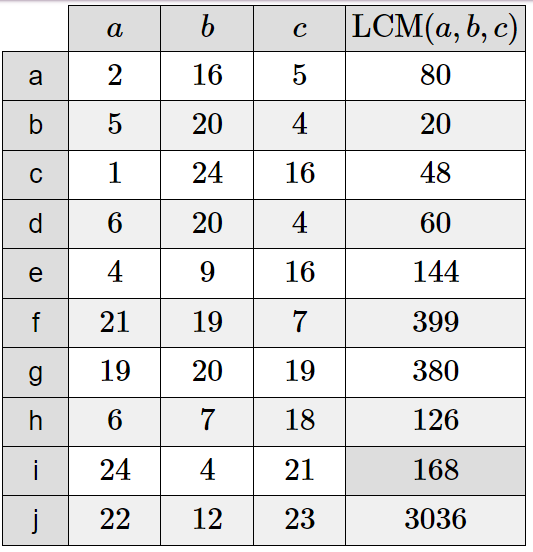 a b c LCM(a, b, c)
a 2 16 5 80
b 5 20 4 20
c 1 24 16 48
d 6 20 4 60
e 4 9 16 144
f 21 19 7 399
g 19 20 19 380
h 6 7 18 126
i 24 4 21 168
j 22 12 23 3036